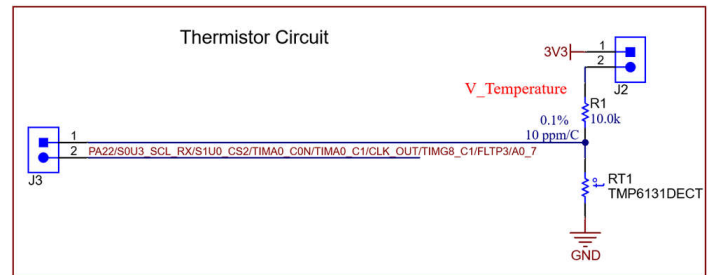 Thermistor Circuit
3V3
1
2
J2
V_Temperature
R1
10.0k
0.1%
10 ppm/C
1
2
PA22/S0U3_SCL_RX/S1U0_CS2/TIMA0_C0N/TIMA0_C1/CLK_OUT/TIMG8_C1/FLTP3/A0_7
J3
t°
RT1
TMP6131DECT
GND